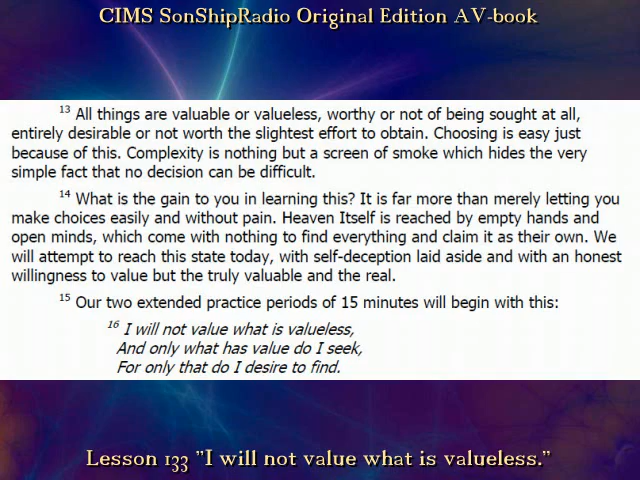 CIMS SonShipRadio Original Edition AV-book
13 All things are valuable or valueless, worthy or not of being sought at all,
entirely desirable or not worth the slightest effort to obtain. Choosing is easy just
because of this. Complexity is nothing but a screen of smoke which hides the very
simple fact that no decision can be difficult.
14 What is the gain to you in learning this? It is far more than merely letting you
make choices easily and without pain. Heaven Itself is reached by empty hands and
open minds, which come with nothing to find everything and claim it as their own. We
will attempt to reach this state today, with self-deception laid aside and with an honest
willingness to value but the truly valuable and the real.
15 Our two extended practice periods of 15 minutes will begin with this:
16 I will not value what is valueless,
And only what has value do I seek,
For only that do I desire to find.
Lesson 133 "I will not value what is valueless."